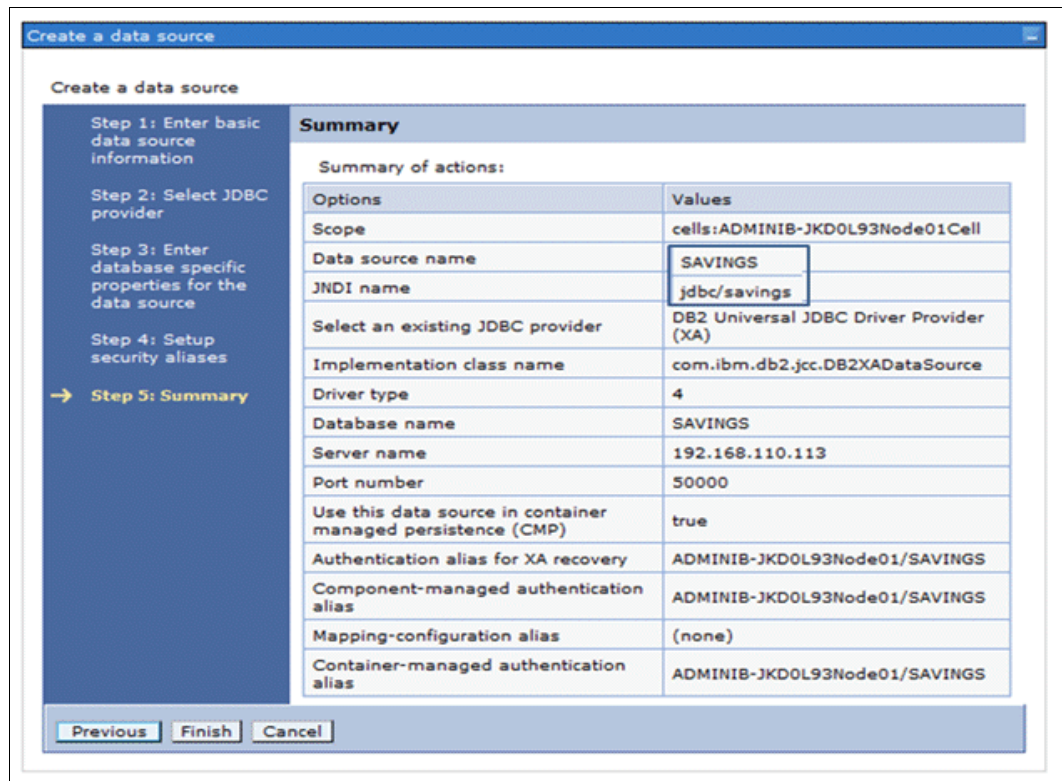 Create a data source
Create a data source
Step 1: Enter basic
data source
information
Step 2: Select JDBC
provider
Step 3: Enter
database specific
properties for the
data source
Step 4: Setup
security aliases
Step 5: Summary
Summary
Summary of actions:
Options Values
Scope cells:ADMINIB-JKD0L93Node01Cell
Data source name SAVINGS
JNDI name jdbc/savings
Select an existing JDBC provider DB2 Universal JDBC Driver Provider
(XA)
Implementation class name com.ibm.db2.jcc.DB2XADataSource
Driver type 4
Database name SAVINGS
Server name 192.168.110.113
Port number 50000
Use this data source in container
managed persistence (CMP) true
Authentication alias for XA recovery ADMINIB-JKD0L93Node01/SAVINGS
Component-managed authentication
alias ADMINIB-JKD0L93Node01/SAVINGS
Mapping-configuration alias (none)
Container-managed authentication
alias ADMINIB-JKD0L93Node01/SAVINGS
Previous Finish Cancel